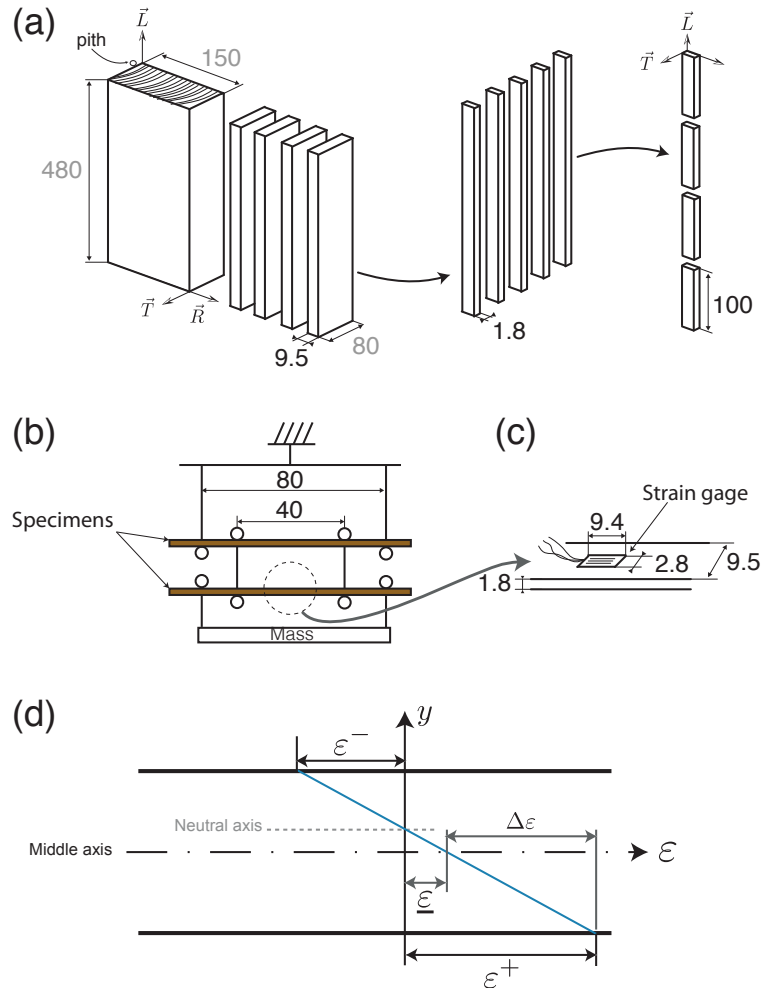 (a)
L⃗
pith
150
480
T⃗
R⃗
9.5
80
1.8
L⃗
T⃗
100
(b)
80
40
Specimens
Mass
(c)
Strain gage
9.4
2.8
9.5
1.8
(d)
y
ε⁻
Neutral axis
Δε
Middle axis
ε
ε̲
ε⁺